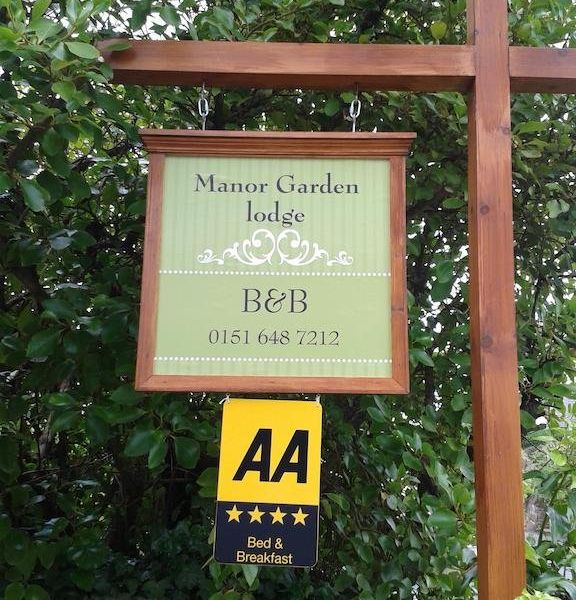 Manor Garden
lodge
B&B
0151 648 7212
AA
Bed &
Breakfast